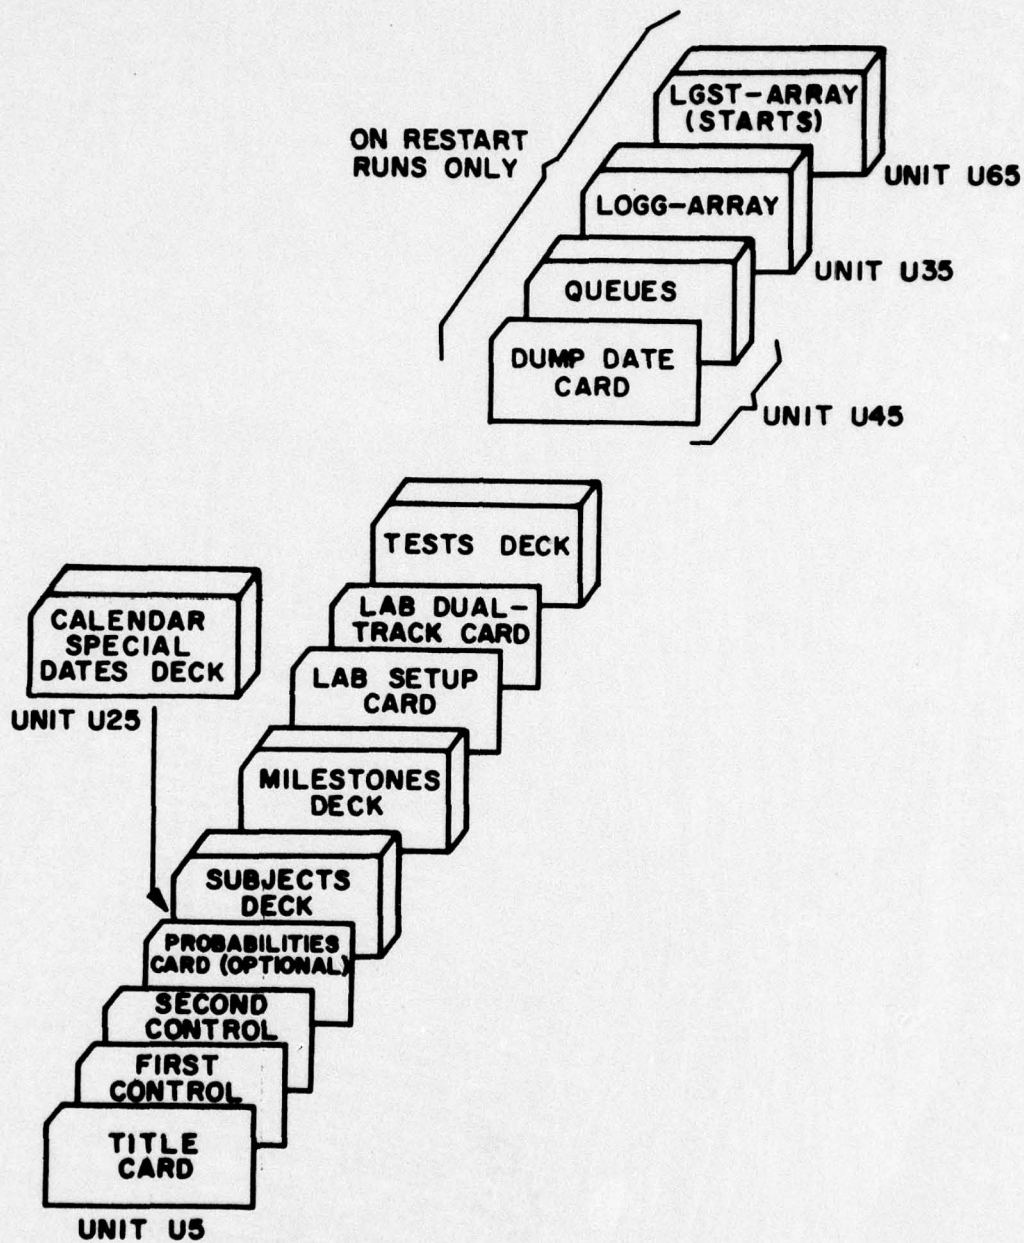 ON RESTART
RUNS ONLY
LGST-ARRAY
(STARTS)
UNIT U65
LOGG-ARRAY
UNIT U35
QUEUES
DUMP DATE
CARD
UNIT U45
TESTS DECK
LAB DUAL-
TRACK CARD
LAB SETUP
CARD
CALENDAR
SPECIAL
DATES DECK
UNIT U25
MILESTONES
DECK
SUBJECTS
DECK
PROBABILITIES
CARD (OPTIONAL)
SECOND
CONTROL
FIRST
CONTROL
TITLE
CARD
UNIT U5